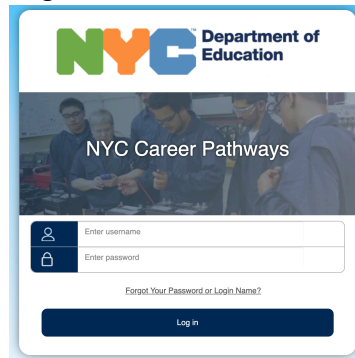 NYC Department of
Education
NYC Career Pathways
Enter username
Enter password
Forgot Your Password or Login Name?
Log in